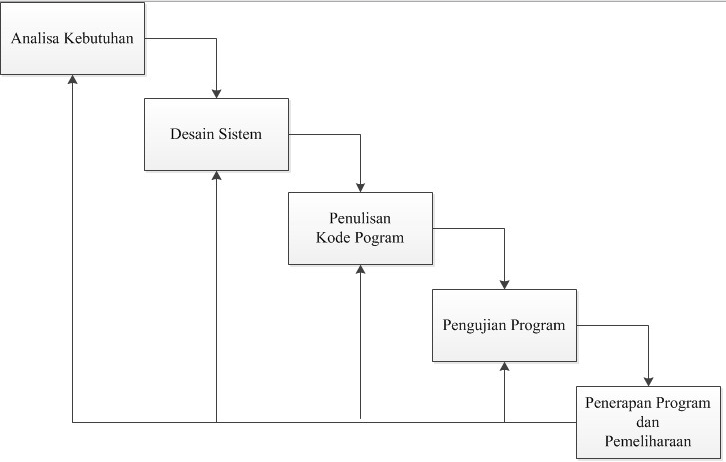 Analisa Kebutuhan
Desain Sistem
Penulisan
Kode Pogram
Pengujian Program
Penerapan Program
dan
Pemeliharaan